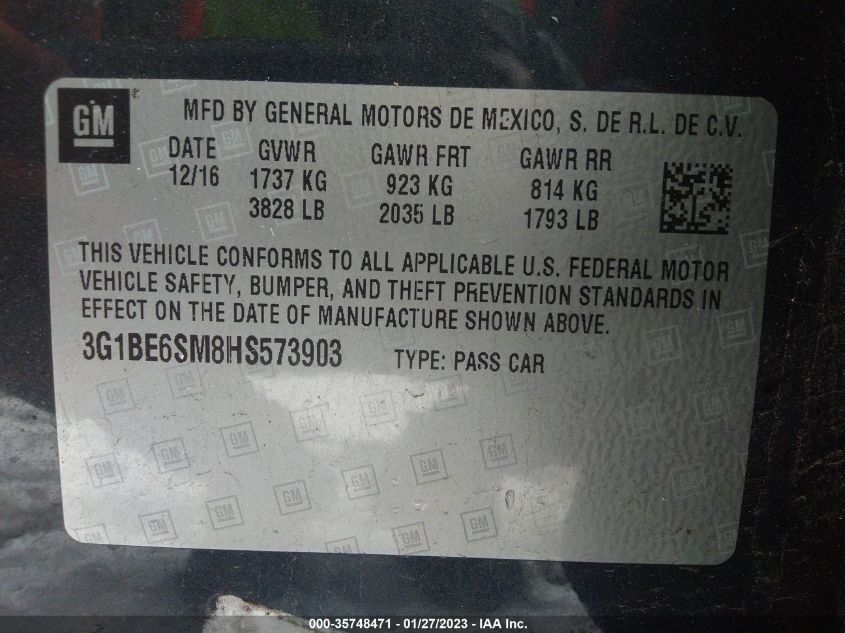 GM
MFD BY GENERAL MOTORS DE MEXICO, S. DE R.L. DE C.V.
DATE GVWR GAWR FRT GAWR RR
12/16 1737 KG 923 KG 814 KG
3828 LB 2035 LB 1793 LB
THIS VEHICLE CONFORMS TO ALL APPLICABLE U.S. FEDERAL MOTOR
VEHICLE SAFETY, BUMPER, AND THEFT PREVENTION STANDARDS IN
EFFECT ON THE DATE OF MANUFACTURE SHOWN ABOVE.
3G1BE6SM8HS573903 TYPE: PASS CAR
000-35748471 — 01/27/2023 — IAA Inc.